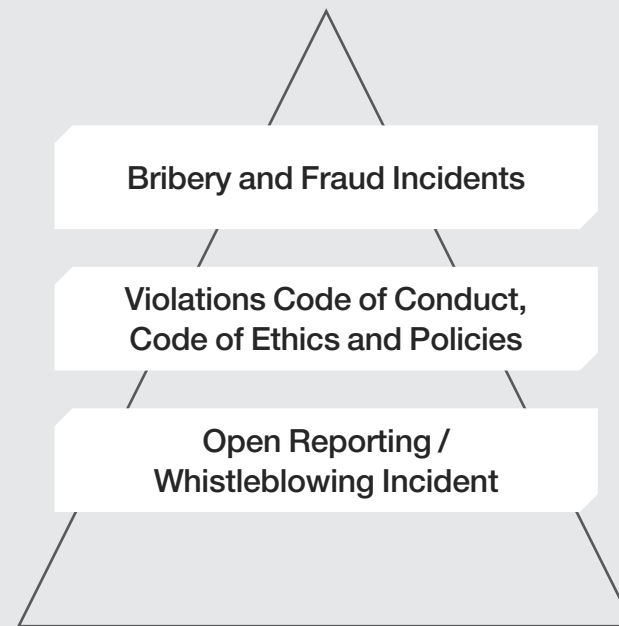 Bribery and Fraud Incidents
Violations Code of Conduct,
Code of Ethics and Policies
Open Reporting /
Whistleblowing Incident